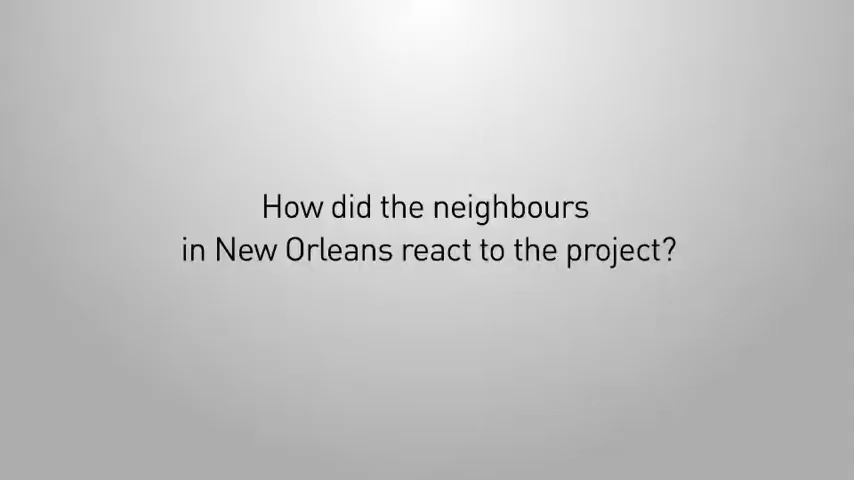 How did the neighbours
in New Orleans react to the project?